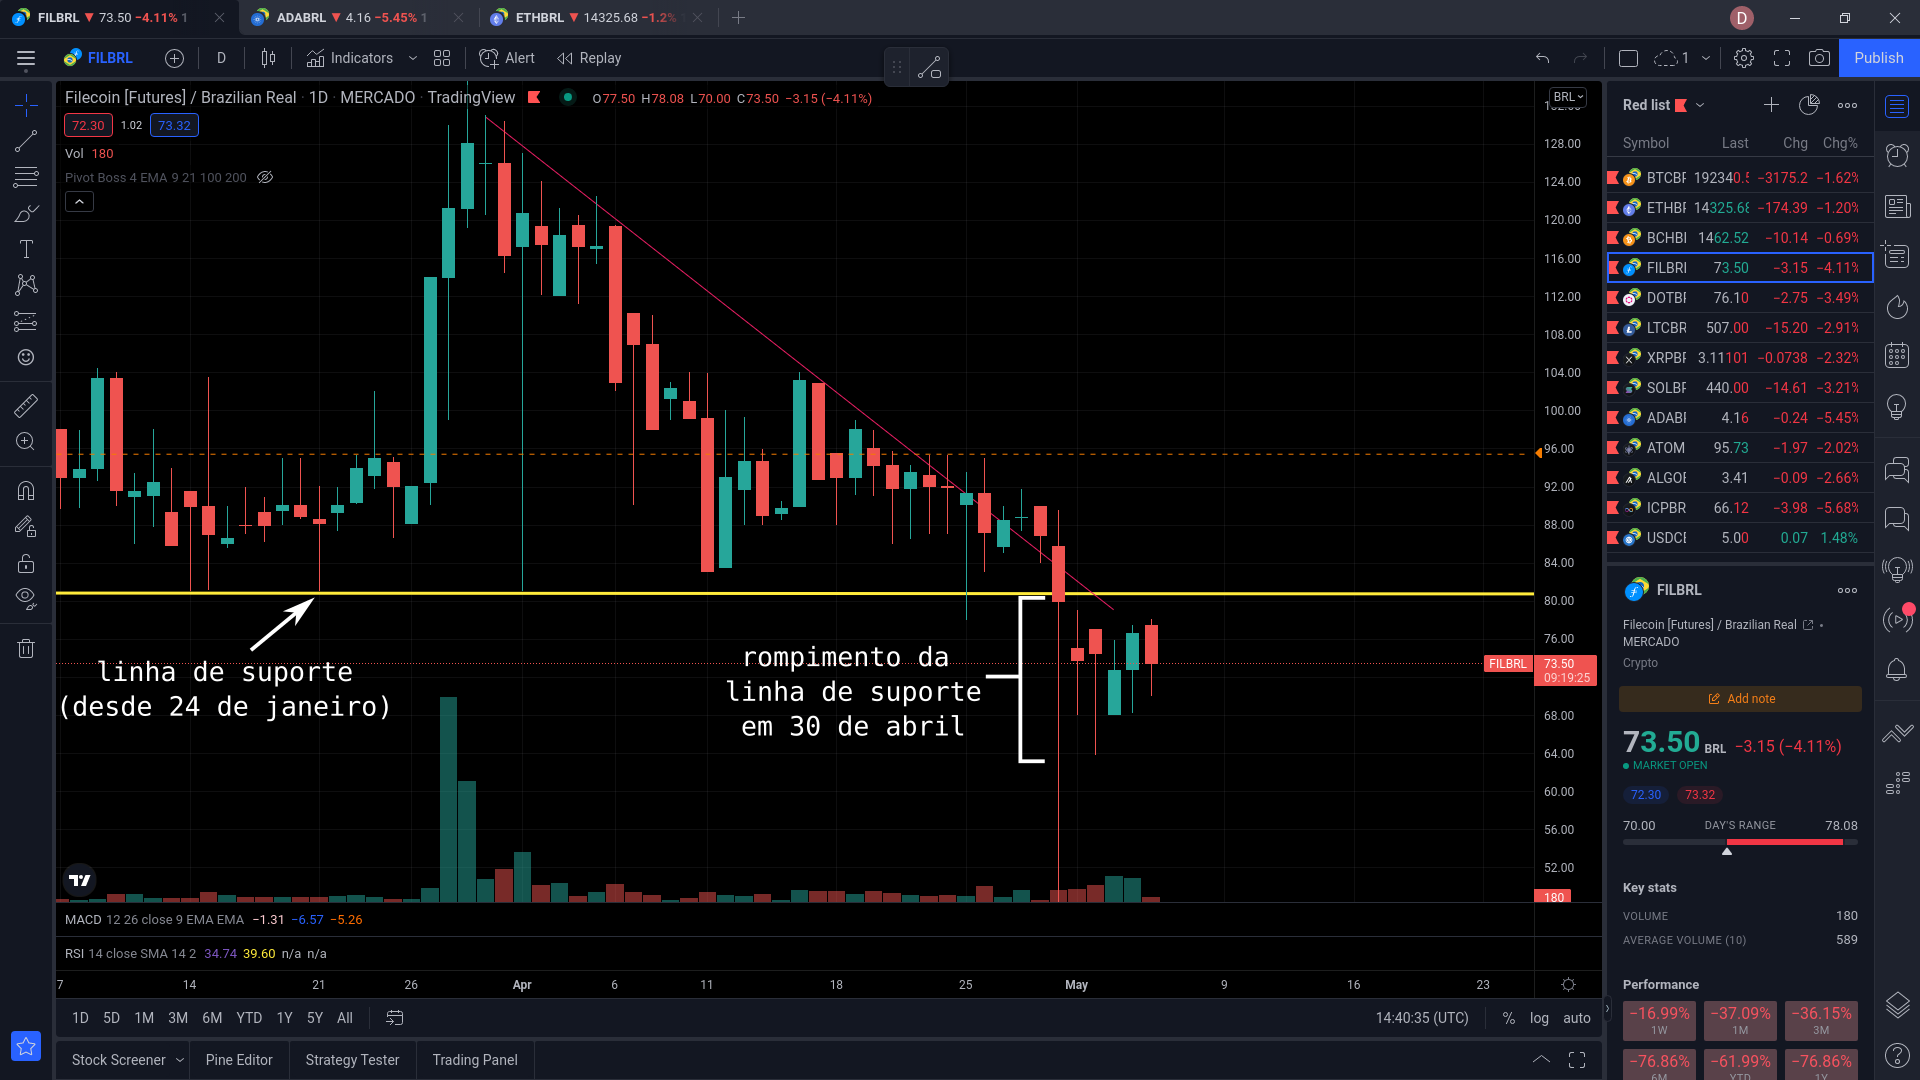 FILBRL ▼ 73.50 −4.11% 1
ADABRL ▼ 4.16 −5.45% 1
ETHBRL ▼ 14325.68 −1.2%
D
FILBRL
D
Indicators
Alert
Replay
1
Publish
Filecoin [Futures] / Brazilian Real · 1D · MERCADO · TradingView
O77.50 H78.08 L70.00 C73.50 −3.15 (−4.11%)
72.30 1.02 73.32
Vol 180
Pivot Boss 4 EMA 9 21 100 200
BRL
128.00
124.00
120.00
116.00
112.00
108.00
104.00
100.00
96.00
92.00
88.00
84.00
80.00
76.00
FILBRL 73.50
09:19:25
68.00
64.00
60.00
56.00
52.00
180
linha de suporte
(desde 24 de janeiro)
rompimento da
linha de suporte
em 30 de abril
MACD 12 26 close 9 EMA EMA −1.31 −6.57 −5.26
RSI 14 close SMA 14 2 34.74 39.60 n/a n/a
7 14 21 26 Apr 6 11 18 25 May 9 16 23
1D 5D 1M 3M 6M YTD 1Y 5Y All
14:40:35 (UTC) % log auto
Stock Screener Pine Editor Strategy Tester Trading Panel
Red list
Symbol Last Chg Chg%
BTCBF 192340.5 −3175.2 −1.62%
ETHBF 14325.68 −174.39 −1.20%
BCHBI 1462.52 −10.14 −0.69%
FILBRI 73.50 −3.15 −4.11%
DOTBF 76.10 −2.75 −3.49%
LTCBR 507.00 −15.20 −2.91%
XRPBF 3.11101 −0.0738 −2.32%
SOLBF 440.00 −14.61 −3.21%
ADABF 4.16 −0.24 −5.45%
ATOM 95.73 −1.97 −2.02%
ALGOE 3.41 −0.09 −2.66%
ICPBR 66.12 −3.98 −5.68%
USDCE 5.00 0.07 1.48%
FILBRL
Filecoin [Futures] / Brazilian Real •
MERCADO
Crypto
Add note
73.50 BRL −3.15 (−4.11%)
MARKET OPEN
72.30 73.32
70.00 DAY'S RANGE 78.08
Key stats
VOLUME 180
AVERAGE VOLUME (10) 589
Performance
−16.99% −37.09% −36.15%
1W 1M 3M
−76.86% −61.99% −76.86%
6M YTD 1Y